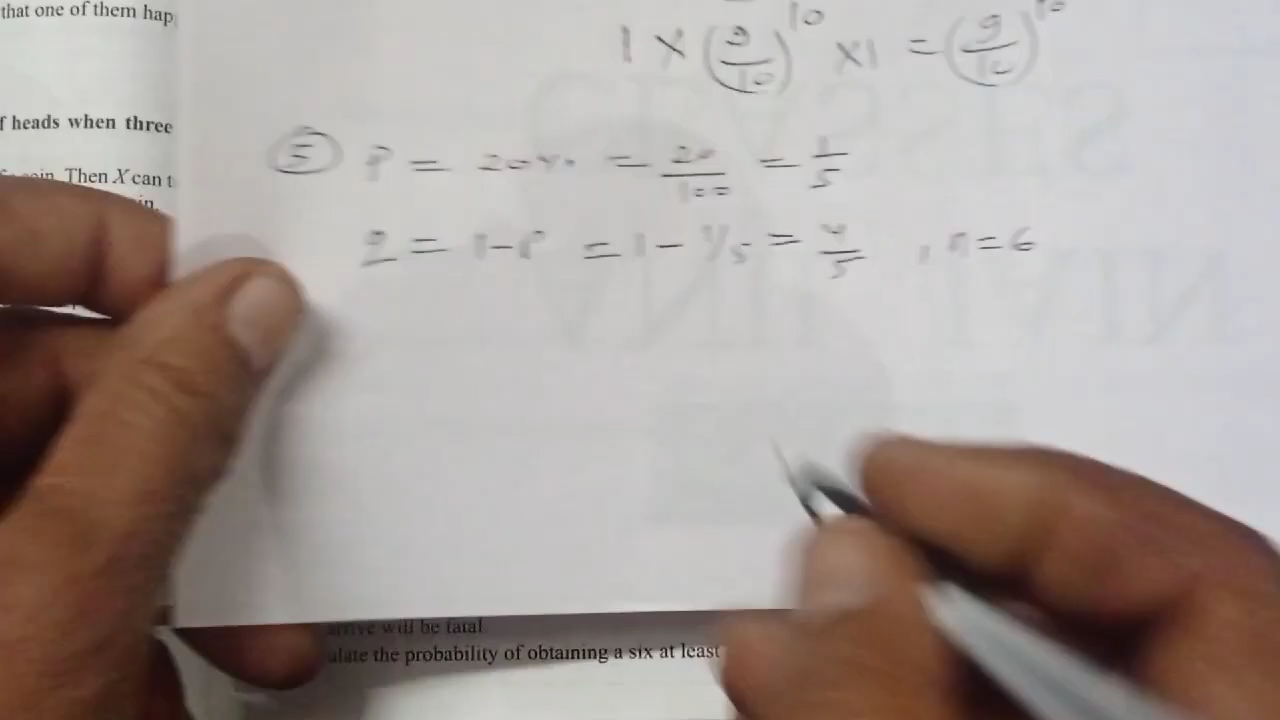 that one of them hap
1 × (9/10)^10 × 1 = (9/10)^10
f heads when three
Then X can t
⑤ P = 20% = 20/100 = 1/5
q = 1-P = 1 - 1/5 = 4/5 , n=6
arrive will be fatal
ulate the probability of obtaining a six at least